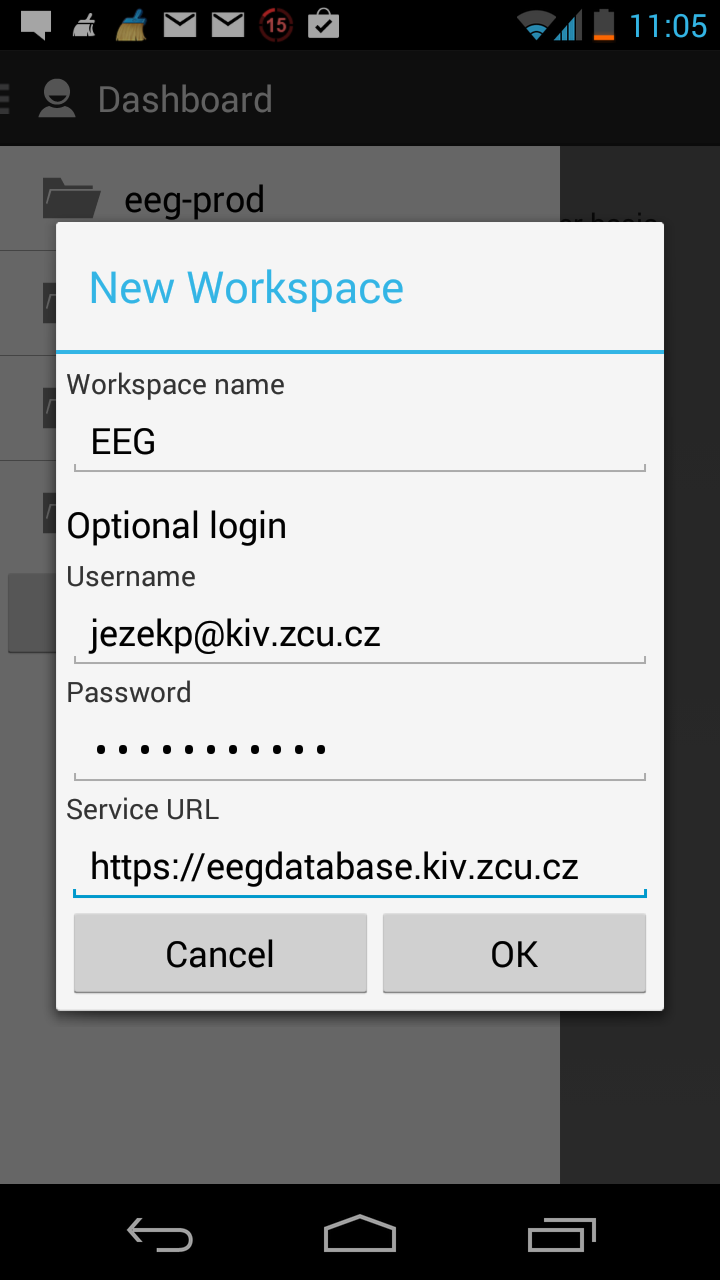 15
11:05
Dashboard
eeg-prod
New Workspace
Workspace name
EEG
Optional login
Username
jezekp@kiv.zcu.cz
Password
•••••••••••
Service URL
https://eegdatabase.kiv.zcu.cz
Cancel
OK